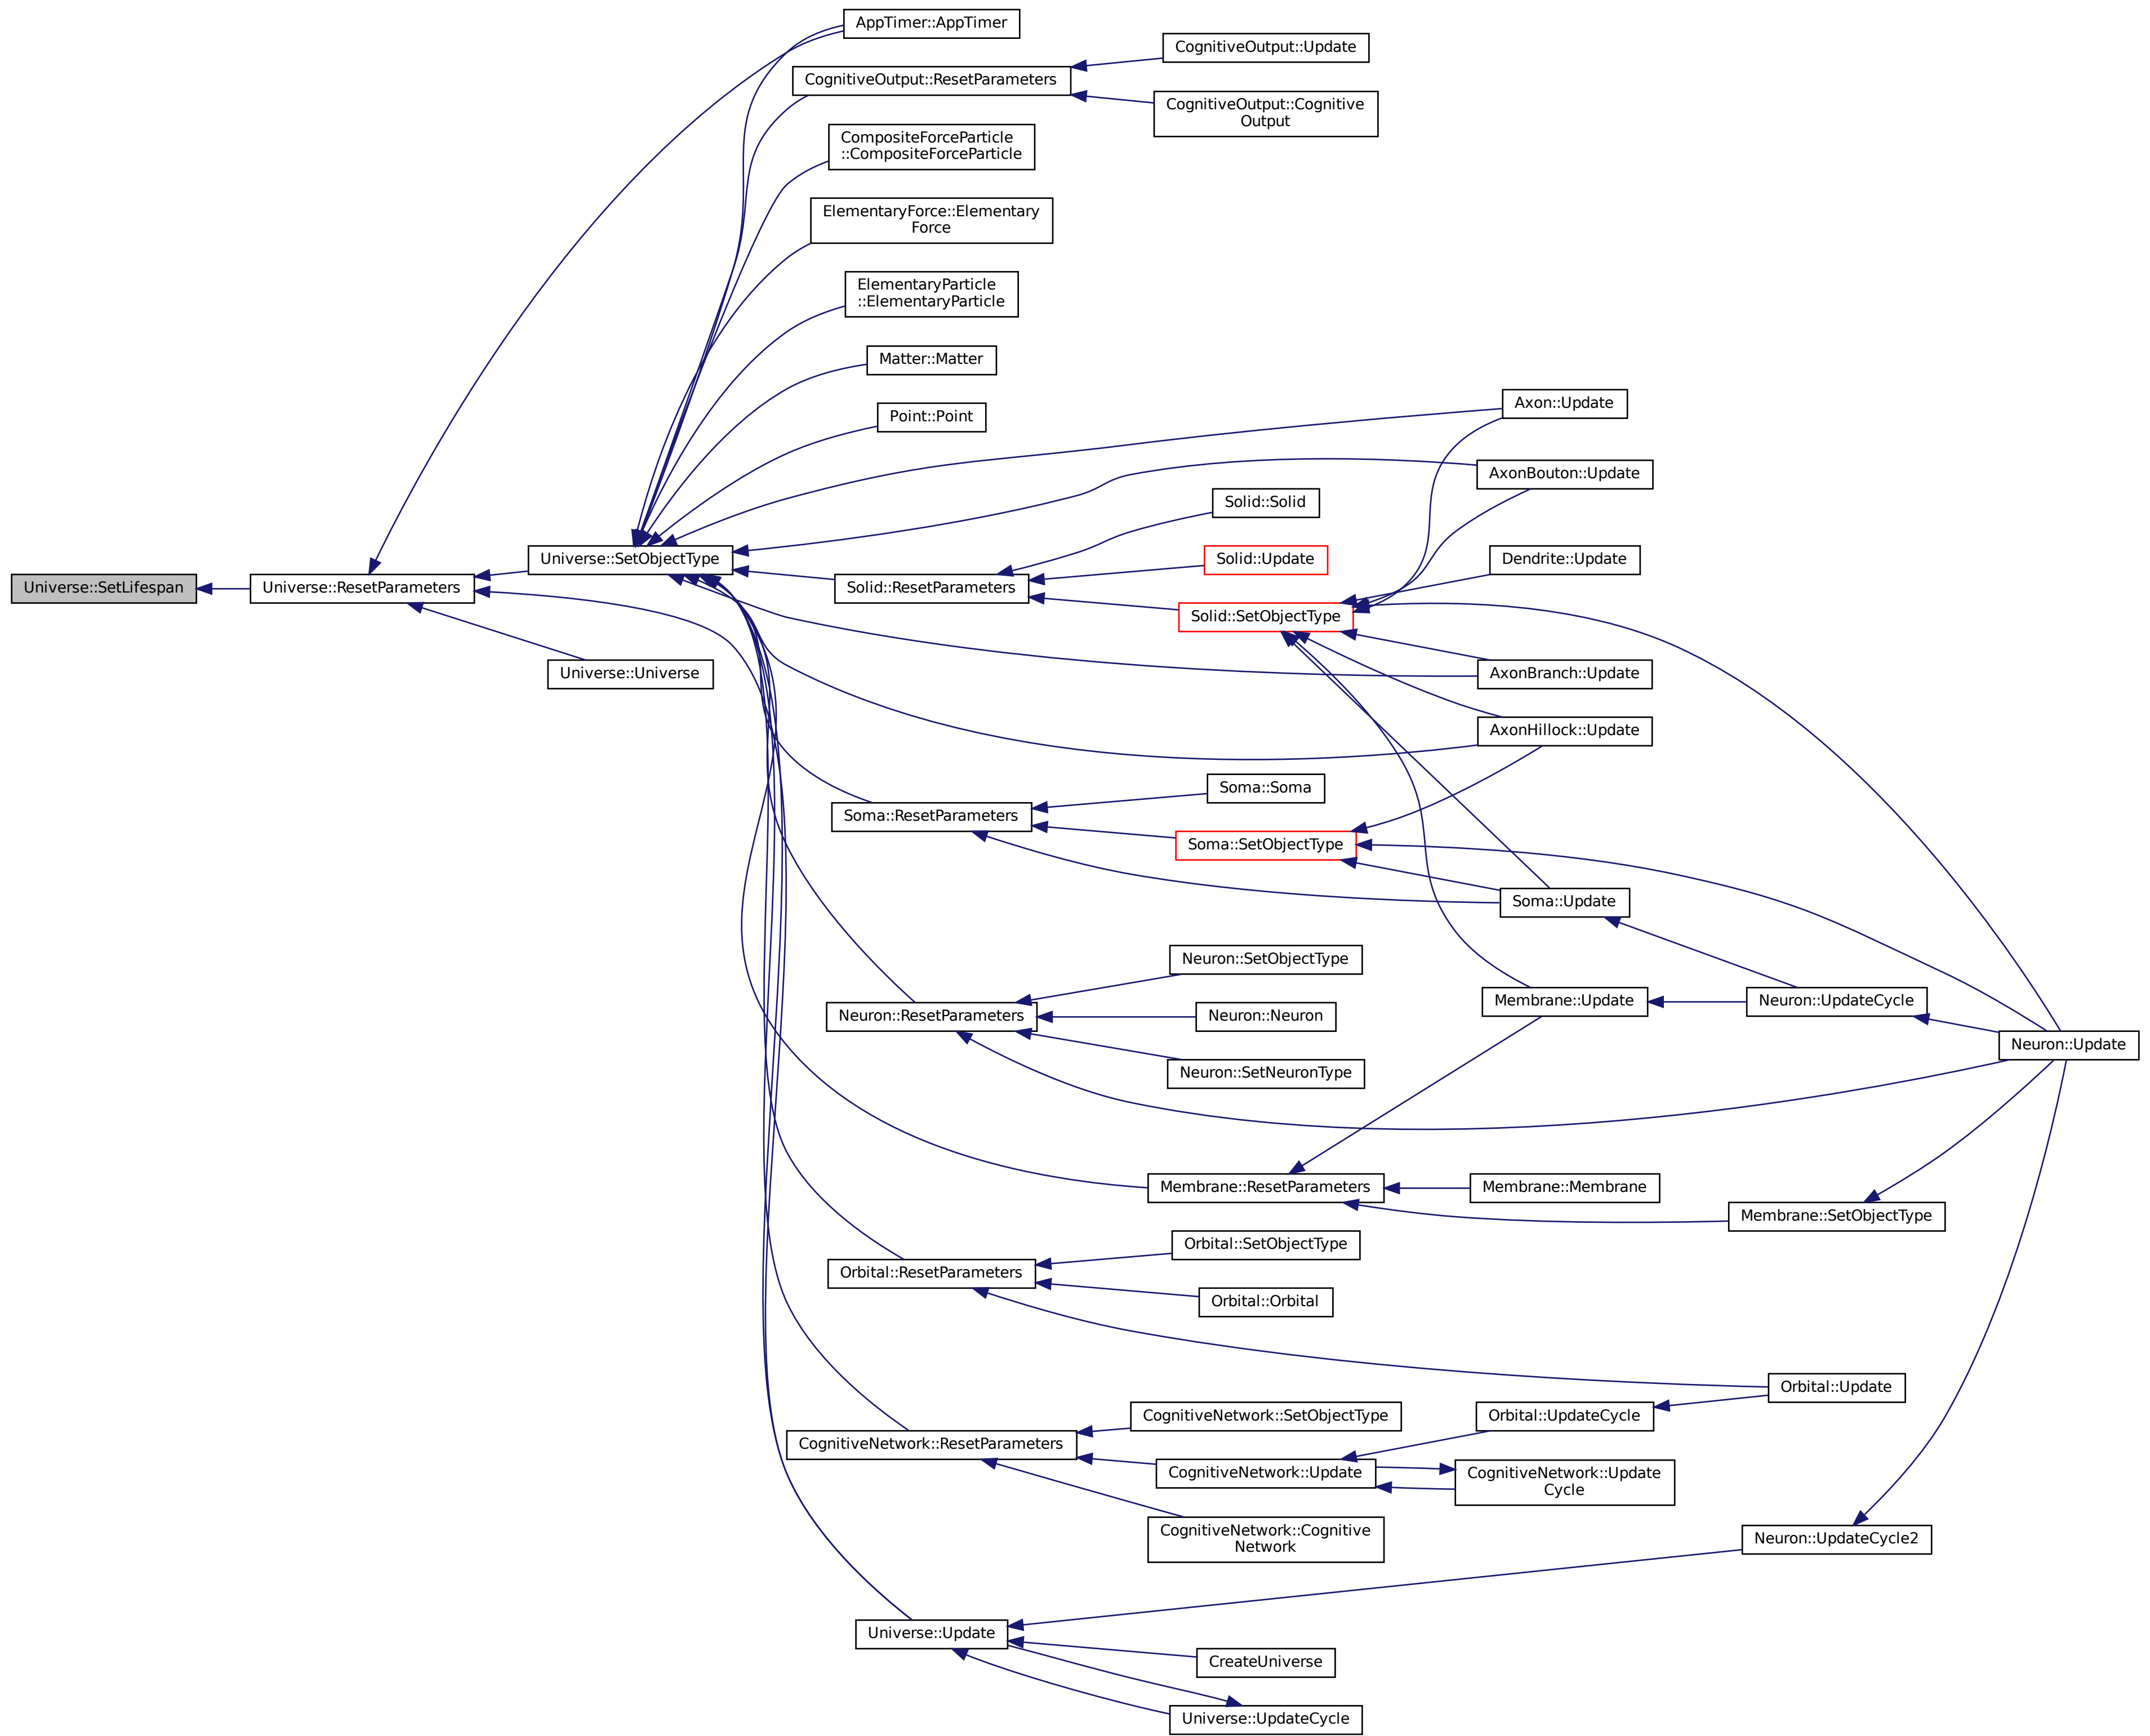 AppTimer::AppTimer
CognitiveOutput::Update
CognitiveOutput::ResetParameters
CognitiveOutput::Cognitive
Output
CompositeForceParticle
::CompositeForceParticle
ElementaryForce::Elementary
Force
ElementaryParticle
::ElementaryParticle
Matter::Matter
Point::Point
Axon::Update
AxonBouton::Update
Solid::Solid
Universe::SetObjectType
Solid::Update
Dendrite::Update
Universe::SetLifespan
Universe::ResetParameters
Solid::ResetParameters
Solid::SetObjectType
Universe::Universe
AxonBranch::Update
AxonHillock::Update
Soma::Soma
Soma::ResetParameters
Soma::SetObjectType
Soma::Update
Neuron::SetObjectType
Membrane::Update
Neuron::UpdateCycle
Neuron::ResetParameters
Neuron::Neuron
Neuron::Update
Neuron::SetNeuronType
Membrane::ResetParameters
Membrane::Membrane
Membrane::SetObjectType
Orbital::SetObjectType
Orbital::ResetParameters
Orbital::Orbital
Orbital::Update
CognitiveNetwork::SetObjectType
Orbital::UpdateCycle
CognitiveNetwork::ResetParameters
CognitiveNetwork::Update
CognitiveNetwork::Update
Cycle
CognitiveNetwork::Cognitive
Network
Neuron::UpdateCycle2
Universe::Update
CreateUniverse
Universe::UpdateCycle